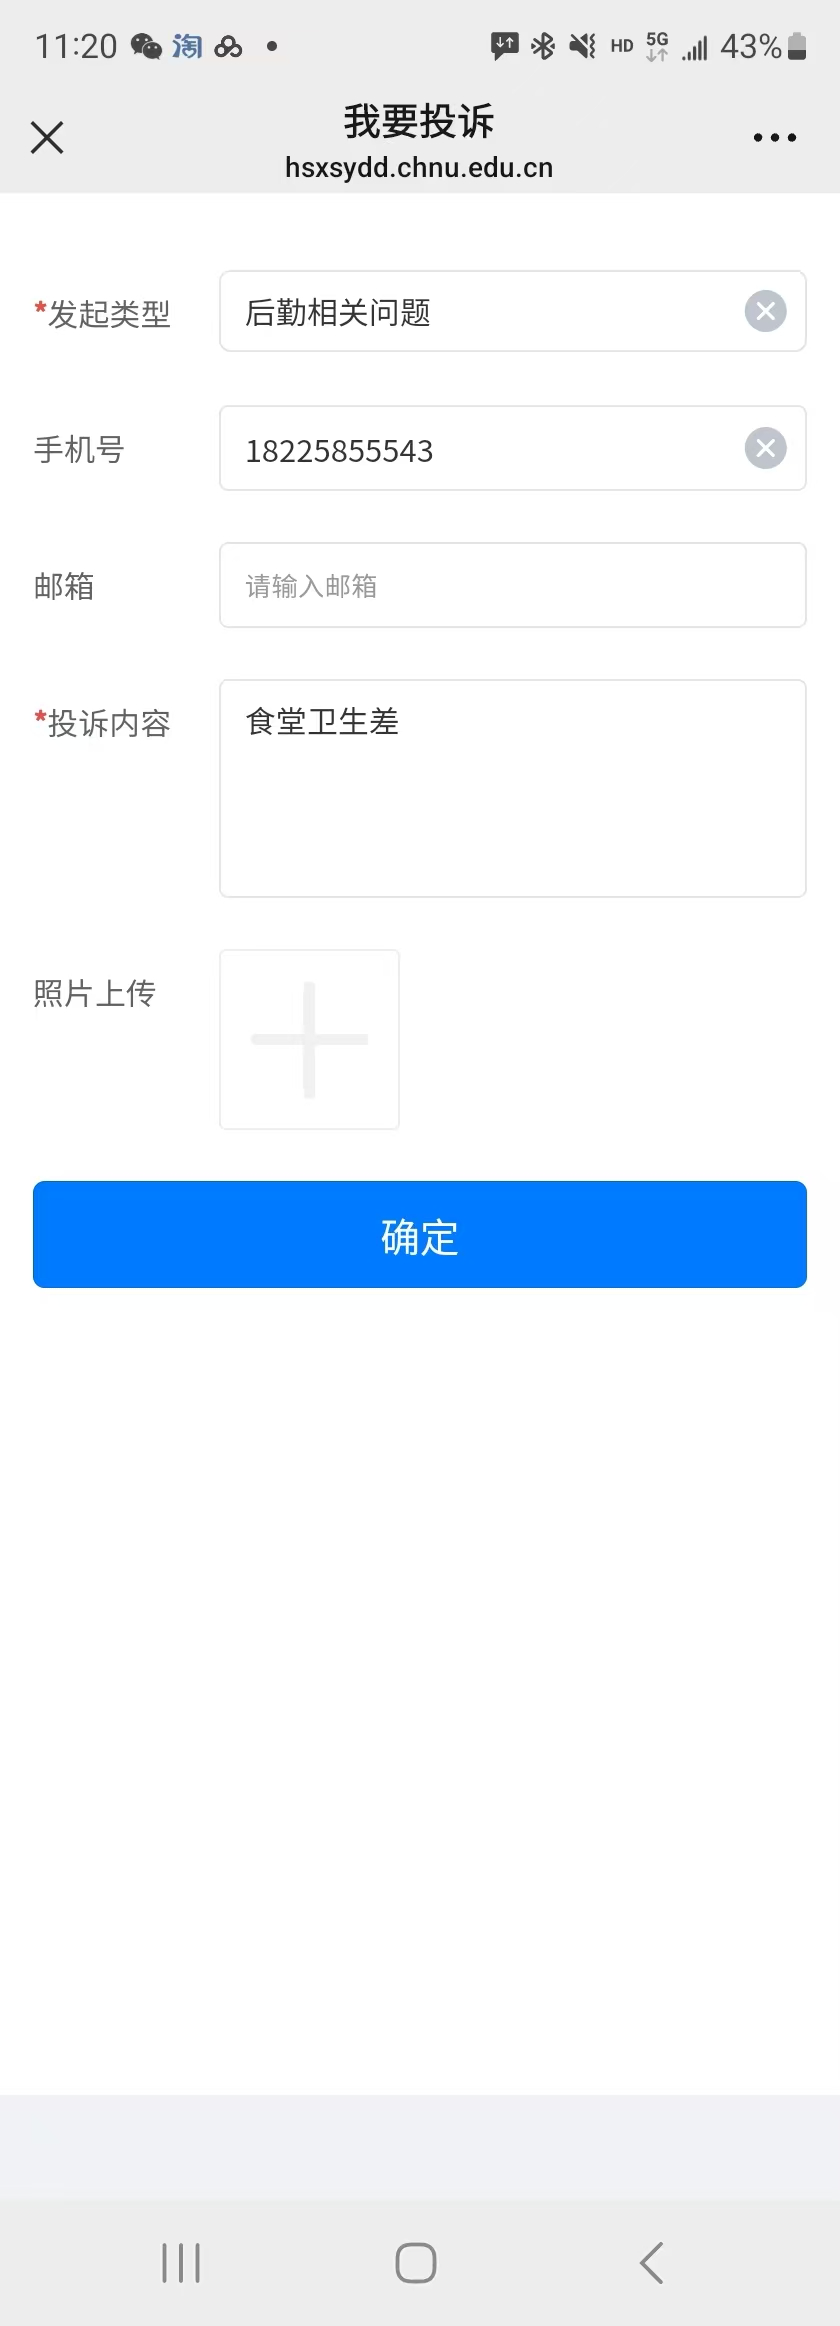 11:20 淘 HD 5G 43%
我要投诉
hsxsydd.chnu.edu.cn
*发起类型 后勤相关问题
手机号 18225855543
邮箱 请输入邮箱
*投诉内容 食堂卫生差
照片上传
确定